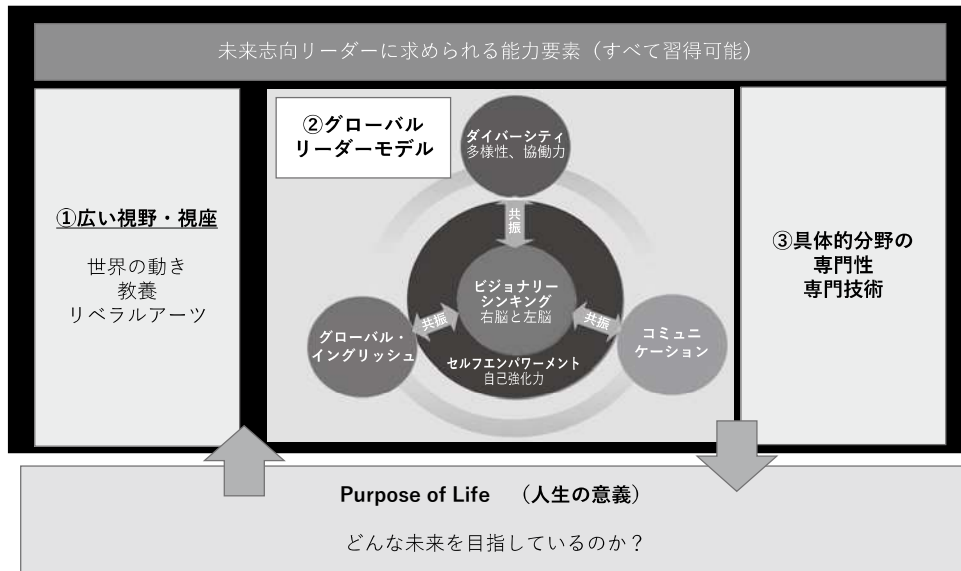 未来志向リーダーに求められる能力要素（すべて習得可能）
①広い視野・視座
世界の動き
教養
リベラルアーツ
②グローバル
リーダーモデル
ダイバーシティ
多様性、協働力
共振
ビジョナリー
シンキング
右脳と左脳
共振
共振
グローバル・
イングリッシュ
コミュニ
ケーション
セルフエンパワーメント
自己強化力
③具体的分野の
専門性
専門技術
Purpose of Life （人生の意義）
どんな未来を目指しているのか？